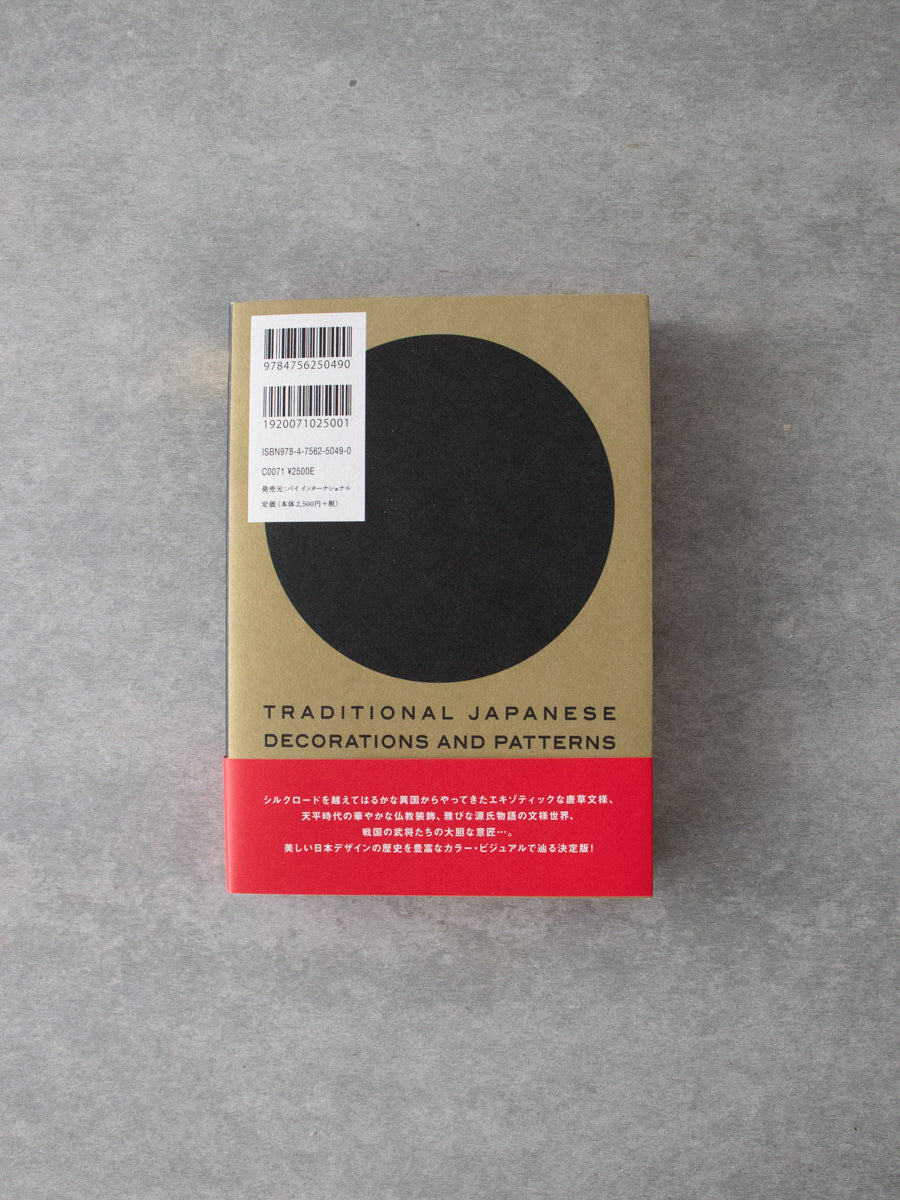 9784756250490
1920071025001
ISBN978-4-7562-5049-0
C0071 ¥2500E
発売元：パイ インターナショナル
定価（本体2,500円＋税）
TRADITIONAL JAPANESE
DECORATIONS AND PATTERNS
シルクロードを越えてはるかな異国からやってきたエキゾティックな唐草文様、
天平時代の華やかな仏教装飾、雅びな源氏物語の文様世界、
戦国の武将たちの大胆な意匠…。
美しい日本デザインの歴史を豊富なカラー・ビジュアルで辿る決定版！